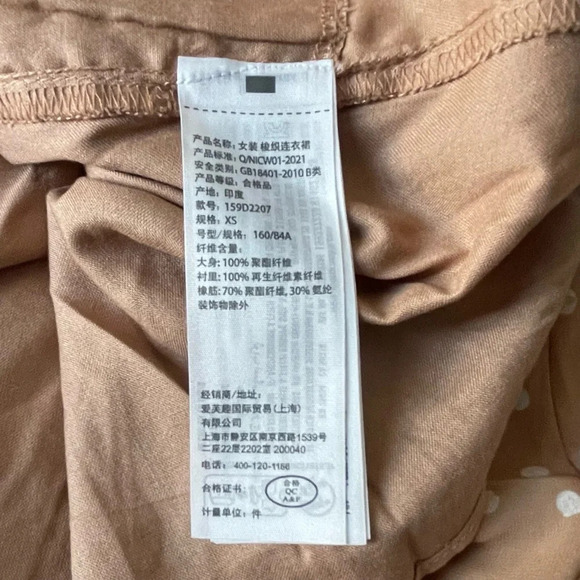 产品名称: 女装 梭织连衣裙
产品标准: Q/NICW01-2021
安全类别: GB18401-2010 B类
产品等级: 合格品
产地: 印度
款号: 159D2207
规格: XS
号型/规格: 160/84A
纤维含量:
大身: 100% 聚酯纤维
衬里: 100% 再生纤维素纤维
橡筋: 70% 聚酯纤维, 30% 氨纶
装饰物除外
经销商/地址:
爱芙趣国际贸易(上海)
有限公司
上海市静安区南京西路1539号
二座22层2202室 200040
电话: 400-120-1186
合格证书: 合格
QC
A&F
计量单位: 件